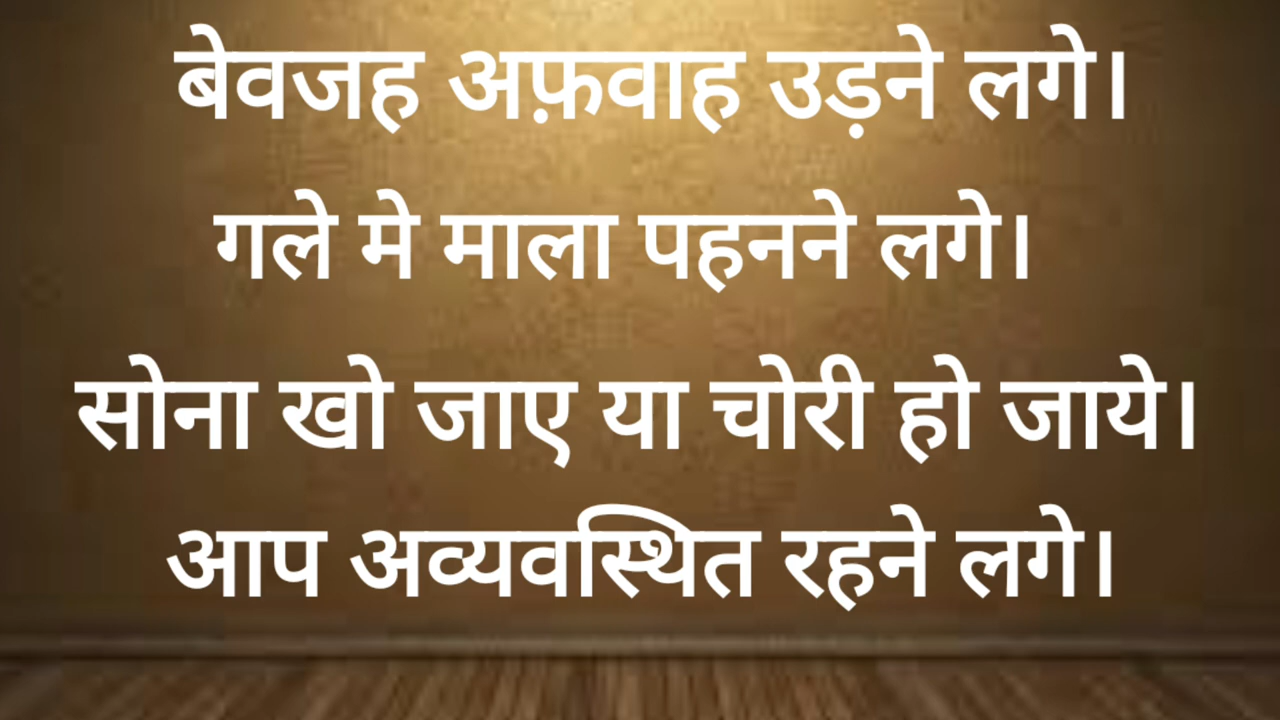 बेवजह अफ़वाह उड़ने लगे।
गले मे माला पहनने लगे।
सोना खो जाए या चोरी हो जाये।
आप अव्यवस्थित रहने लगे।